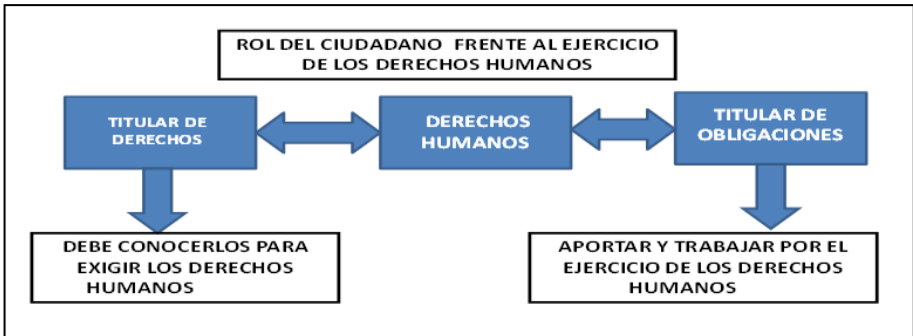 ROL DEL CIUDADANO FRENTE AL EJERCICIO
DE LOS DERECHOS HUMANOS
TITULAR DE
DERECHOS
DERECHOS
HUMANOS
TITULAR DE
OBLIGACIONES
DEBE CONOCERLOS PARA
EXIGIR LOS DERECHOS
HUMANOS
APORTAR Y TRABAJAR POR EL
EJERCICIO DE LOS DERECHOS
HUMANOS